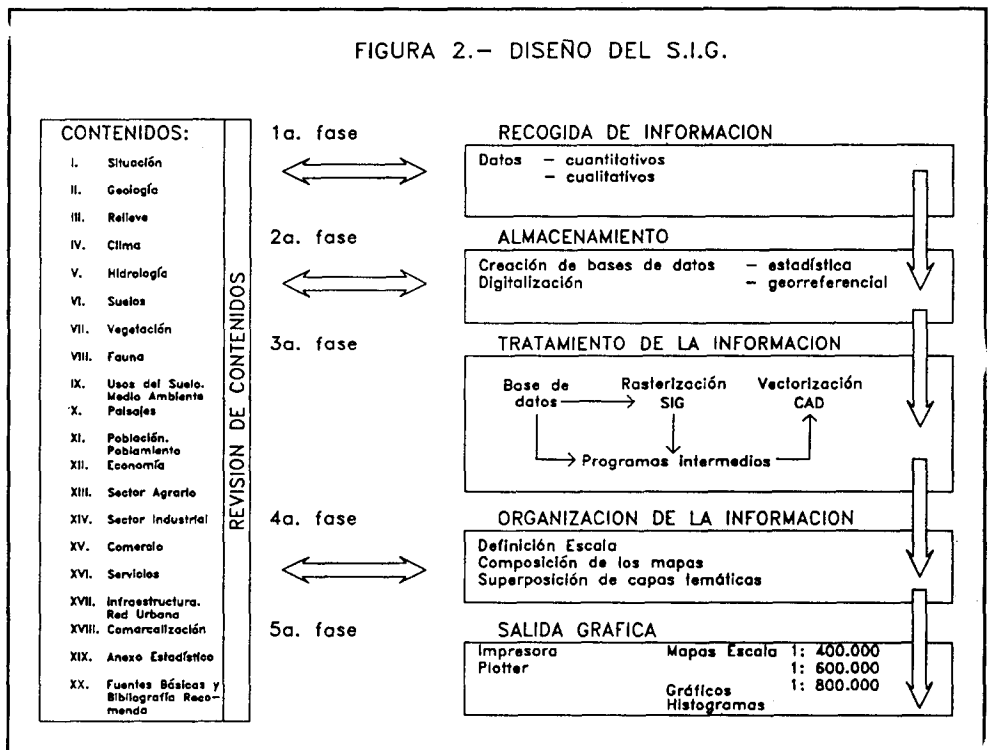 FIGURA 2.- DISEÑO DEL S.I.G.
CONTENIDOS:
I. Situación
II. Geología
III. Relieve
IV. Clima
V. Hidrología
VI. Suelos
VII. Vegetación
VIII. Fauna
IX. Usos del Suelo.
Medio Ambiente
X. Paisajes
XI. Población.
Poblamiento
XII. Economía
XIII. Sector Agrario
XIV. Sector Industrial
XV. Comercio
XVI. Servicios
XVII. Infraestructura.
Red Urbana
XVIII. Comarcalización
XIX. Anexo Estadístico
XX. Fuentes Básicas y
Bibliografía Reco-
menda
REVISION DE CONTENIDOS
1a. fase
RECOGIDA DE INFORMACION
Datos - cuantitativos
- cualitativos
2a. fase
ALMACENAMIENTO
Creación de bases de datos - estadística
Digitalización - georreferencial
3a. fase
TRATAMIENTO DE LA INFORMACION
Base de Rasterización Vectorización
datos SIG CAD
Programas intermedios
4a. fase
ORGANIZACION DE LA INFORMACION
Definición Escala
Composición de los mapas
Superposición de capas temáticas
5a. fase
SALIDA GRAFICA
Impresora Mapas Escala 1: 400.000
Plotter 1: 600.000
1: 800.000
Gráficos
Histogramas